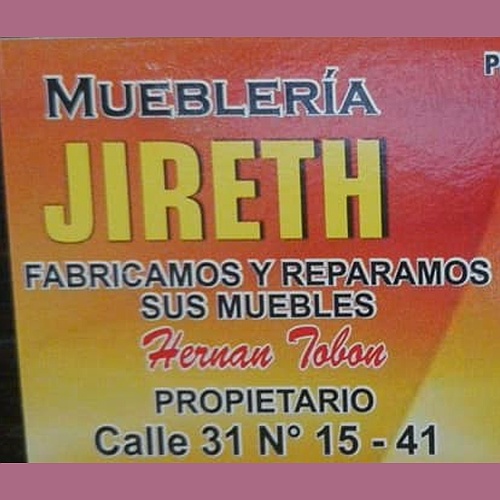 MUEBLERÍA
JIRETH
FABRICAMOS Y REPARAMOS
SUS MUEBLES
Hernan Tobon
PROPIETARIO
Calle 31 N° 15 - 41